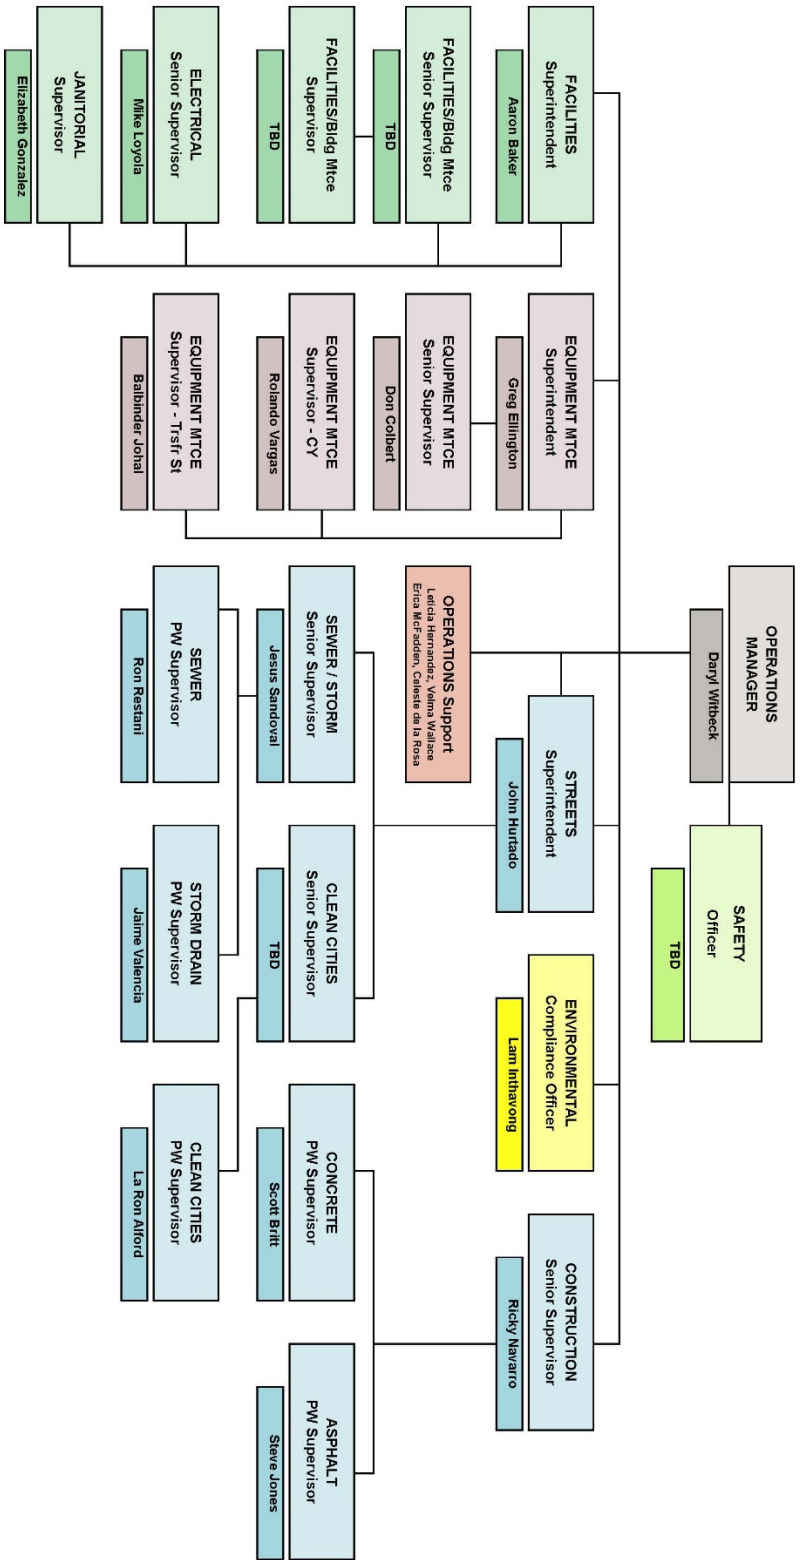 OPERATIONS
MANAGER
Daryl Witbeck
SAFETY
Officer
TBD
FACILITIES
Superintendent
Aaron Baker
EQUIPMENT MTCE
Superintendent
Greg Ellington
STREETS
Superintendent
John Hurtado
ENVIRONMENTAL
Compliance Officer
Lam Inthavong
CONSTRUCTION
Senior Supervisor
Ricky Navarro
FACILITIES/Bldg Mtce
Senior Supervisor
TBD
EQUIPMENT MTCE
Senior Supervisor
Don Colbert
OPERATIONS Support
Leticia Hernandez, Velma Wallace
Erica McFadden, Celeste de la Rosa
FACILITIES/Bldg Mtce
Supervisor
TBD
EQUIPMENT MTCE
Supervisor - CY
Rolando Vargas
SEWER / STORM
Senior Supervisor
Jesus Sandoval
CLEAN CITIES
Senior Supervisor
TBD
CONCRETE
PW Supervisor
Scott Britt
ASPHALT
PW Supervisor
Steve Jones
ELECTRICAL
Senior Supervisor
Mike Loyola
EQUIPMENT MTCE
Supervisor - Trsfr St
Balbinder Johal
SEWER
PW Supervisor
Ron Restani
STORM DRAIN
PW Supervisor
Jaime Valencia
CLEAN CITIES
PW Supervisor
La Ron Alford
JANITORIAL
Supervisor
Elizabeth Gonzalez